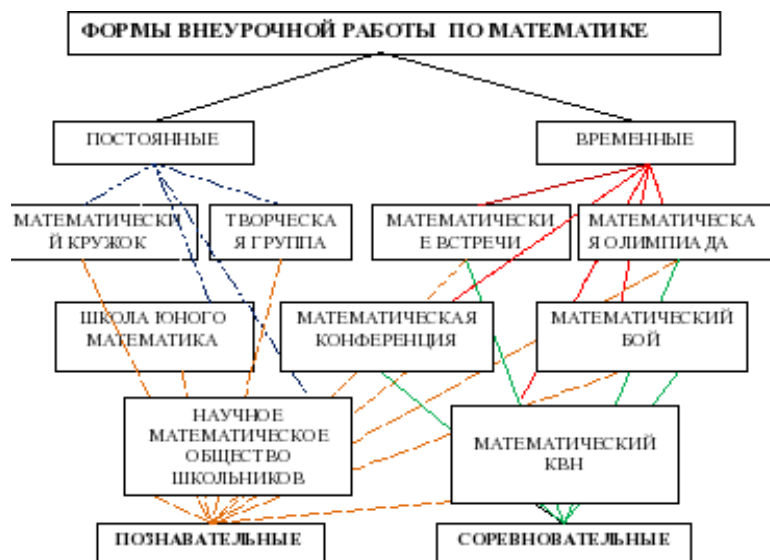 ФОРМЫ ВНЕУРОЧНОЙ РАБОТЫ ПО МАТЕМАТИКЕ
ПОСТОЯННЫЕ
ВРЕМЕННЫЕ
МАТЕМАТИЧЕСКИ
Й КРУЖОК
ТВОРЧЕСКА
Я ГРУППА
МАТЕМАТИЧЕСКИ
Е ВСТРЕЧИ
МАТЕМАТИЧЕСКА
Я ОЛИМПИАДА
ШКОЛА ЮНОГО
МАТЕМАТИКА
МАТЕМАТИЧЕСКАЯ
КОНФЕРЕНЦИЯ
МАТЕМАТИЧЕСКИЙ
БОЙ
НАУЧНОЕ
МАТЕМАТИЧЕСКОЕ
ОБЩЕСТВО
ШКОЛЬНИКОВ
МАТЕМАТИЧЕСКИЙ
КВН
ПОЗНАВАТЕЛЬНЫЕ
СОРЕВНОВАТЕЛЬНЫЕ